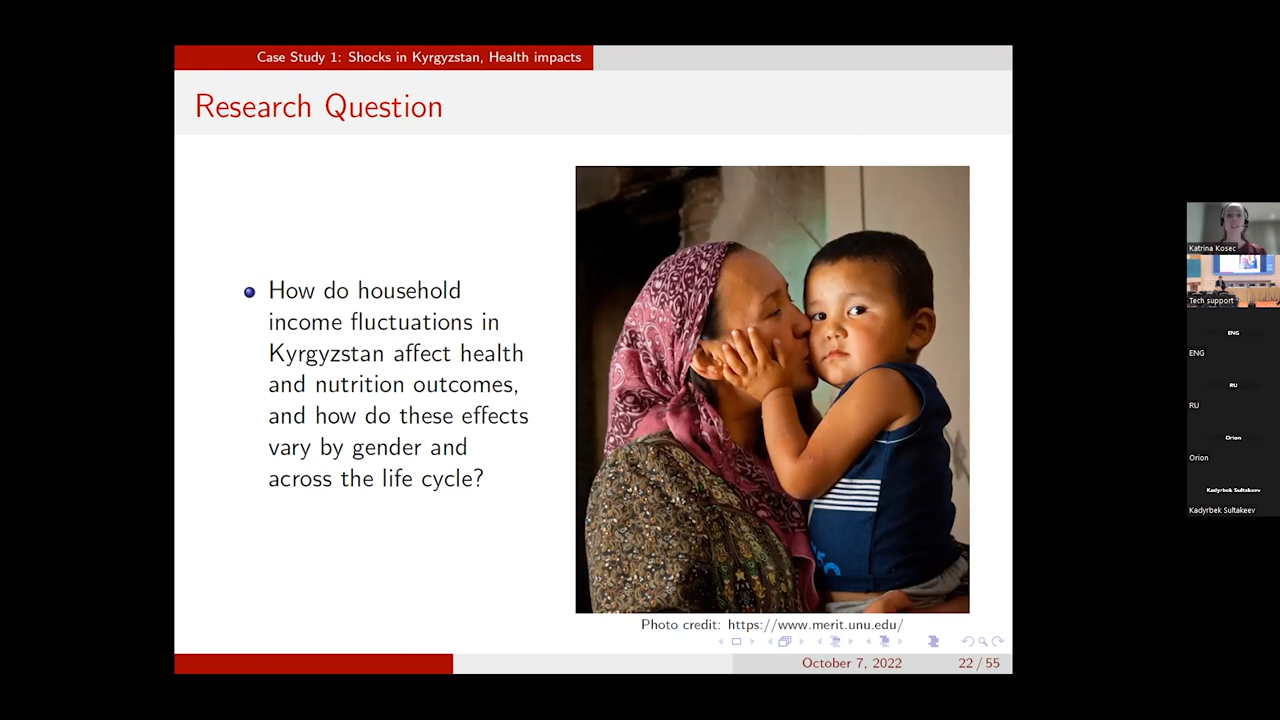 Case Study 1: Shocks in Kyrgyzstan, Health impacts
Research Question
How do household
income fluctuations in
Kyrgyzstan affect health
and nutrition outcomes,
and how do these effects
vary by gender and
across the life cycle?
Photo credit: https://www.merit.unu.edu/
October 7, 2022
22 / 55
Katrina Kosec
Tech support
ENG
ENG
RU
RU
Orion
Orion
Kadyrbek Sultakeev
Kadyrbek Sultakeev